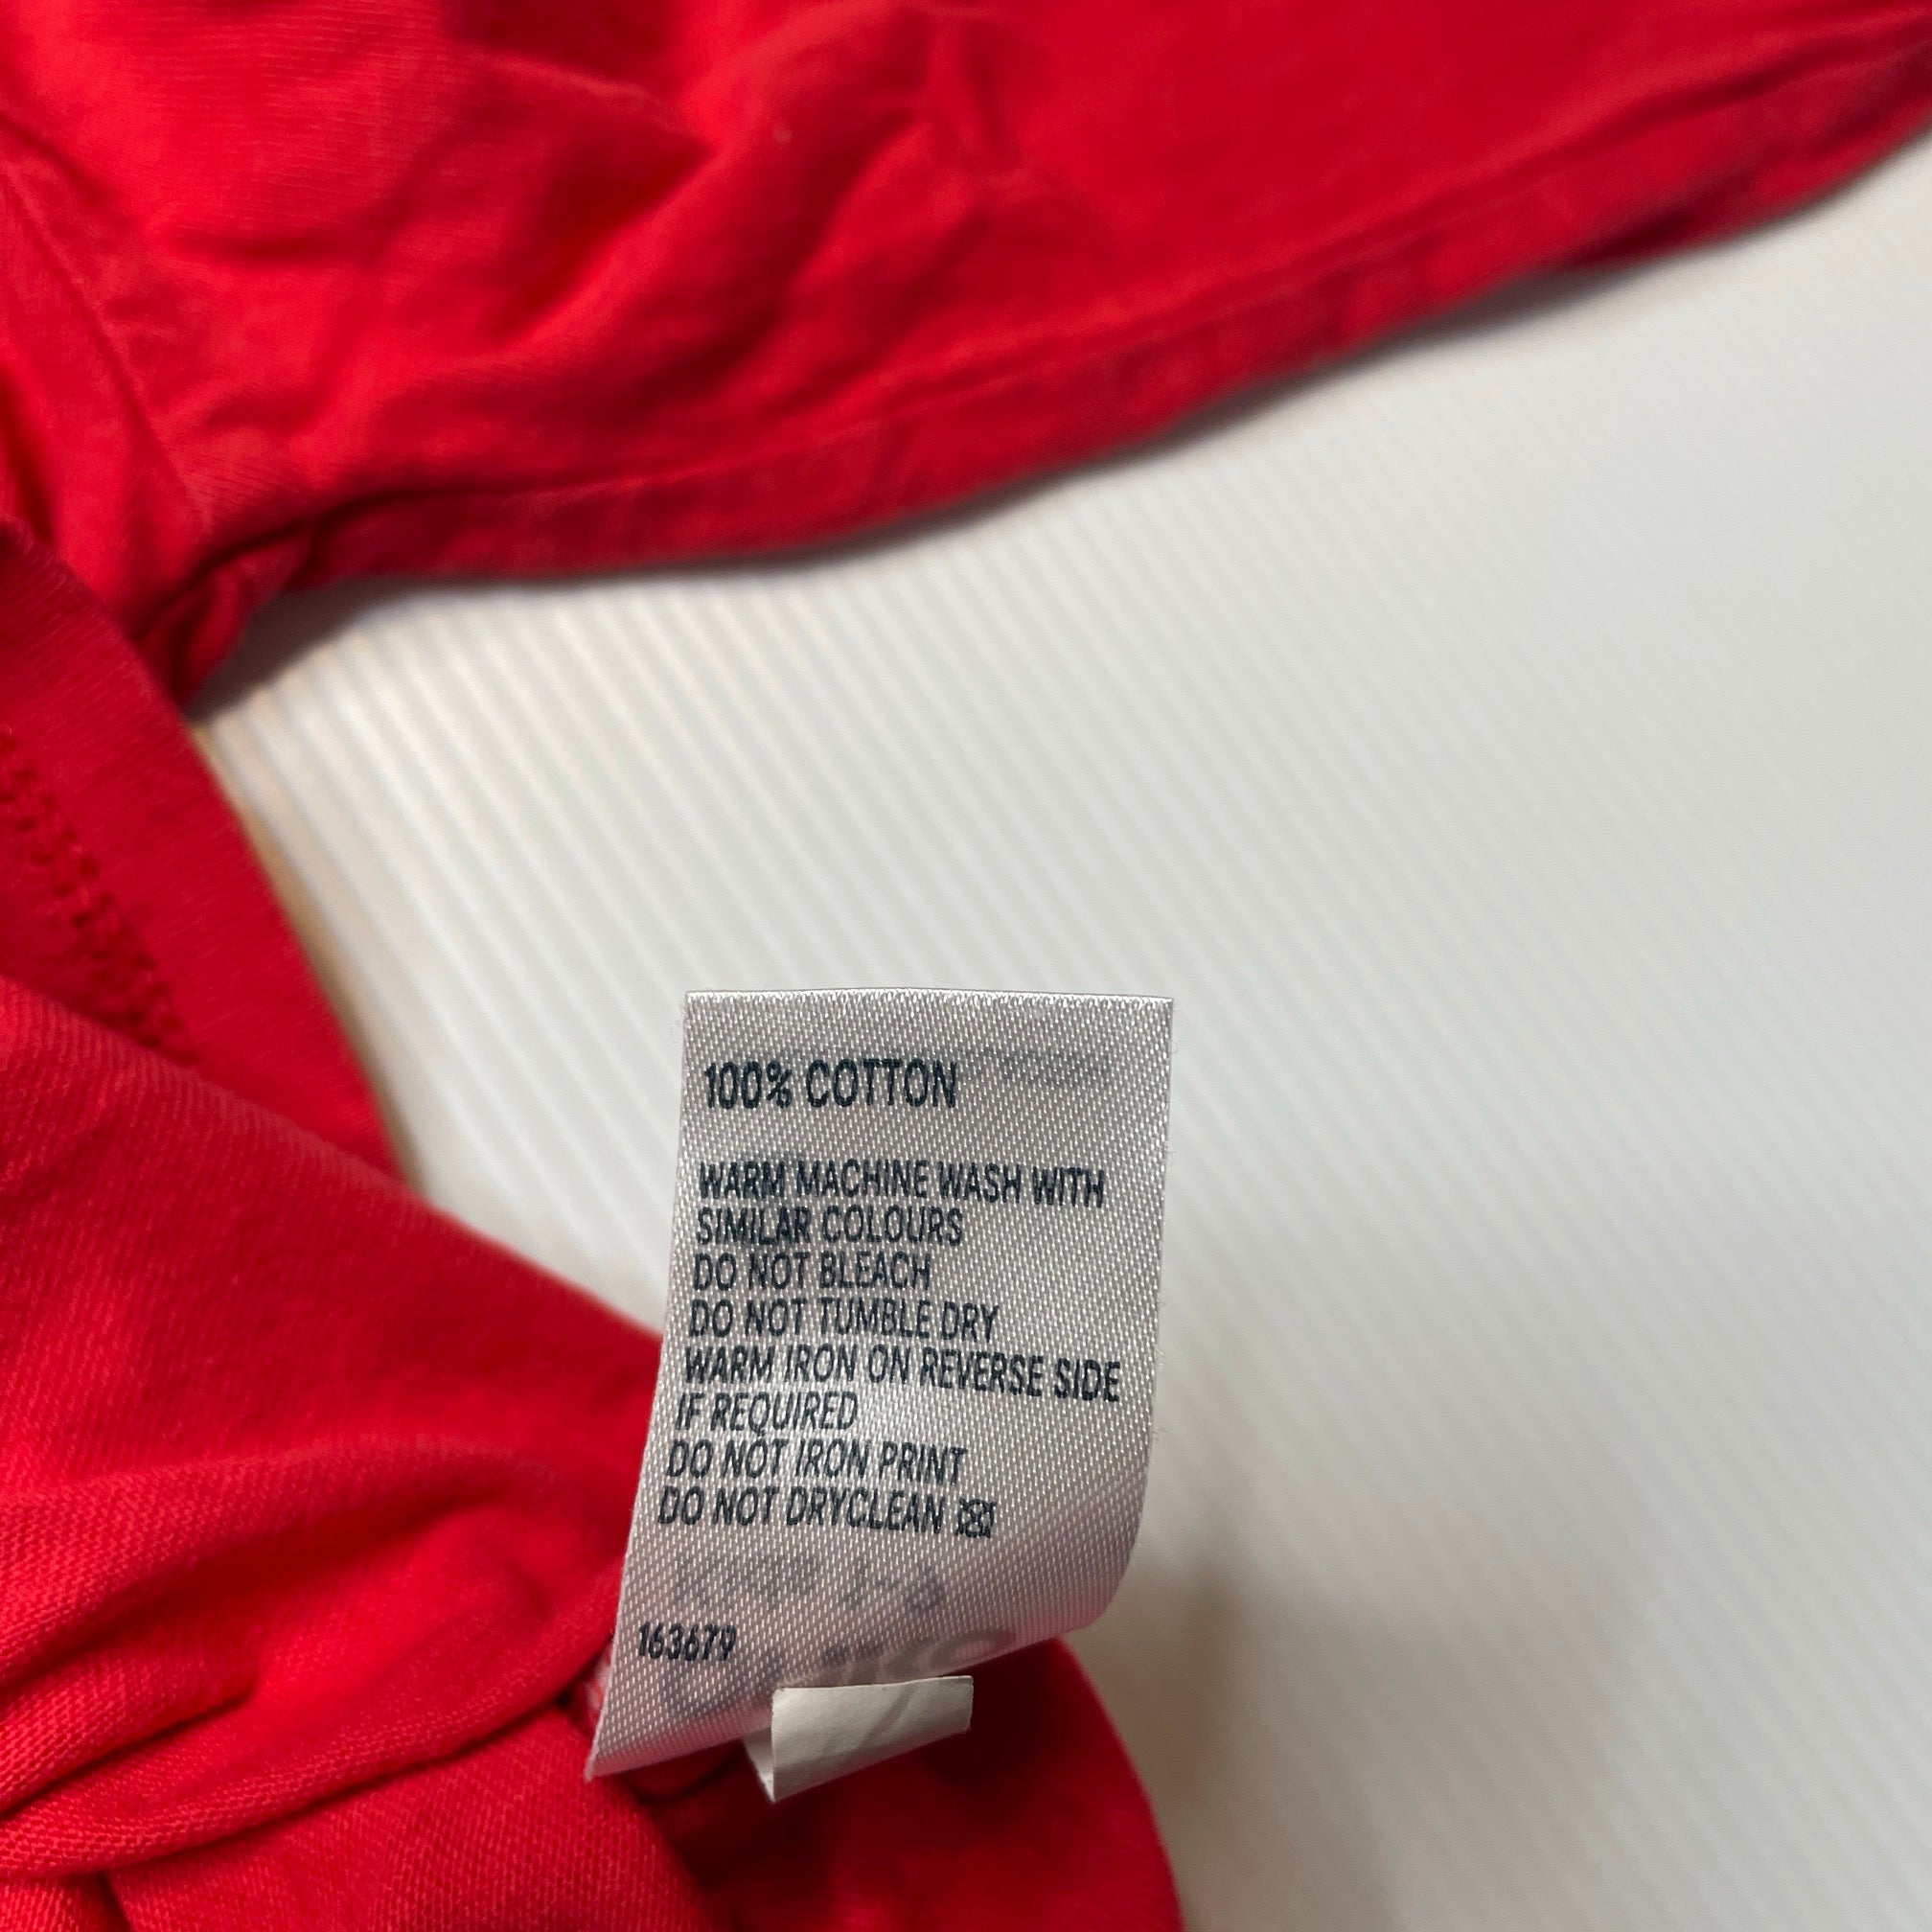 100% COTTON
WARM MACHINE WASH WITH
SIMILAR COLOURS
DO NOT BLEACH
DO NOT TUMBLE DRY
WARM IRON ON REVERSE SIDE
IF REQUIRED
DO NOT IRON PRINT
DO NOT DRYCLEAN
163679